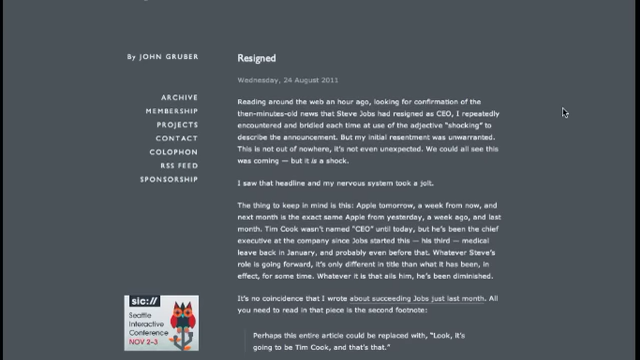 By JOHN GRUBER
ARCHIVE
MEMBERSHIP
PROJECTS
CONTACT
COLOPHON
RSS FEED
SPONSORSHIP
sic://
Seattle
Interactive
Conference
NOV 2-3
Resigned
Wednesday, 24 August 2011
Reading around the web an hour ago, looking for confirmation of the
then-minutes-old news that Steve Jobs had resigned as CEO, I repeatedly
encountered and bridled each time at use of the adjective “shocking” to
describe the announcement. But my initial resentment was unwarranted.
This is not out of nowhere, it’s not even unexpected. We could all see this
was coming — but it is a shock.
I saw that headline and my nervous system took a jolt.
The thing to keep in mind is this: Apple tomorrow, a week from now, and
next month is the exact same Apple from yesterday, a week ago, and last
month. Tim Cook wasn’t named “CEO” until today, but he’s been the chief
executive at the company since Jobs started this — his third — medical
leave back in January, and probably even before that. Whatever Steve’s
role is going forward, it’s only different in title than what it has been, in
effect, for some time. Whatever it is that ails him, he’s been diminished.
It’s no coincidence that I wrote about succeeding Jobs just last month. All
you need to read in that piece is the second footnote:
Perhaps this entire article could be replaced with, “Look, it’s
going to be Tim Cook, and that’s that.”